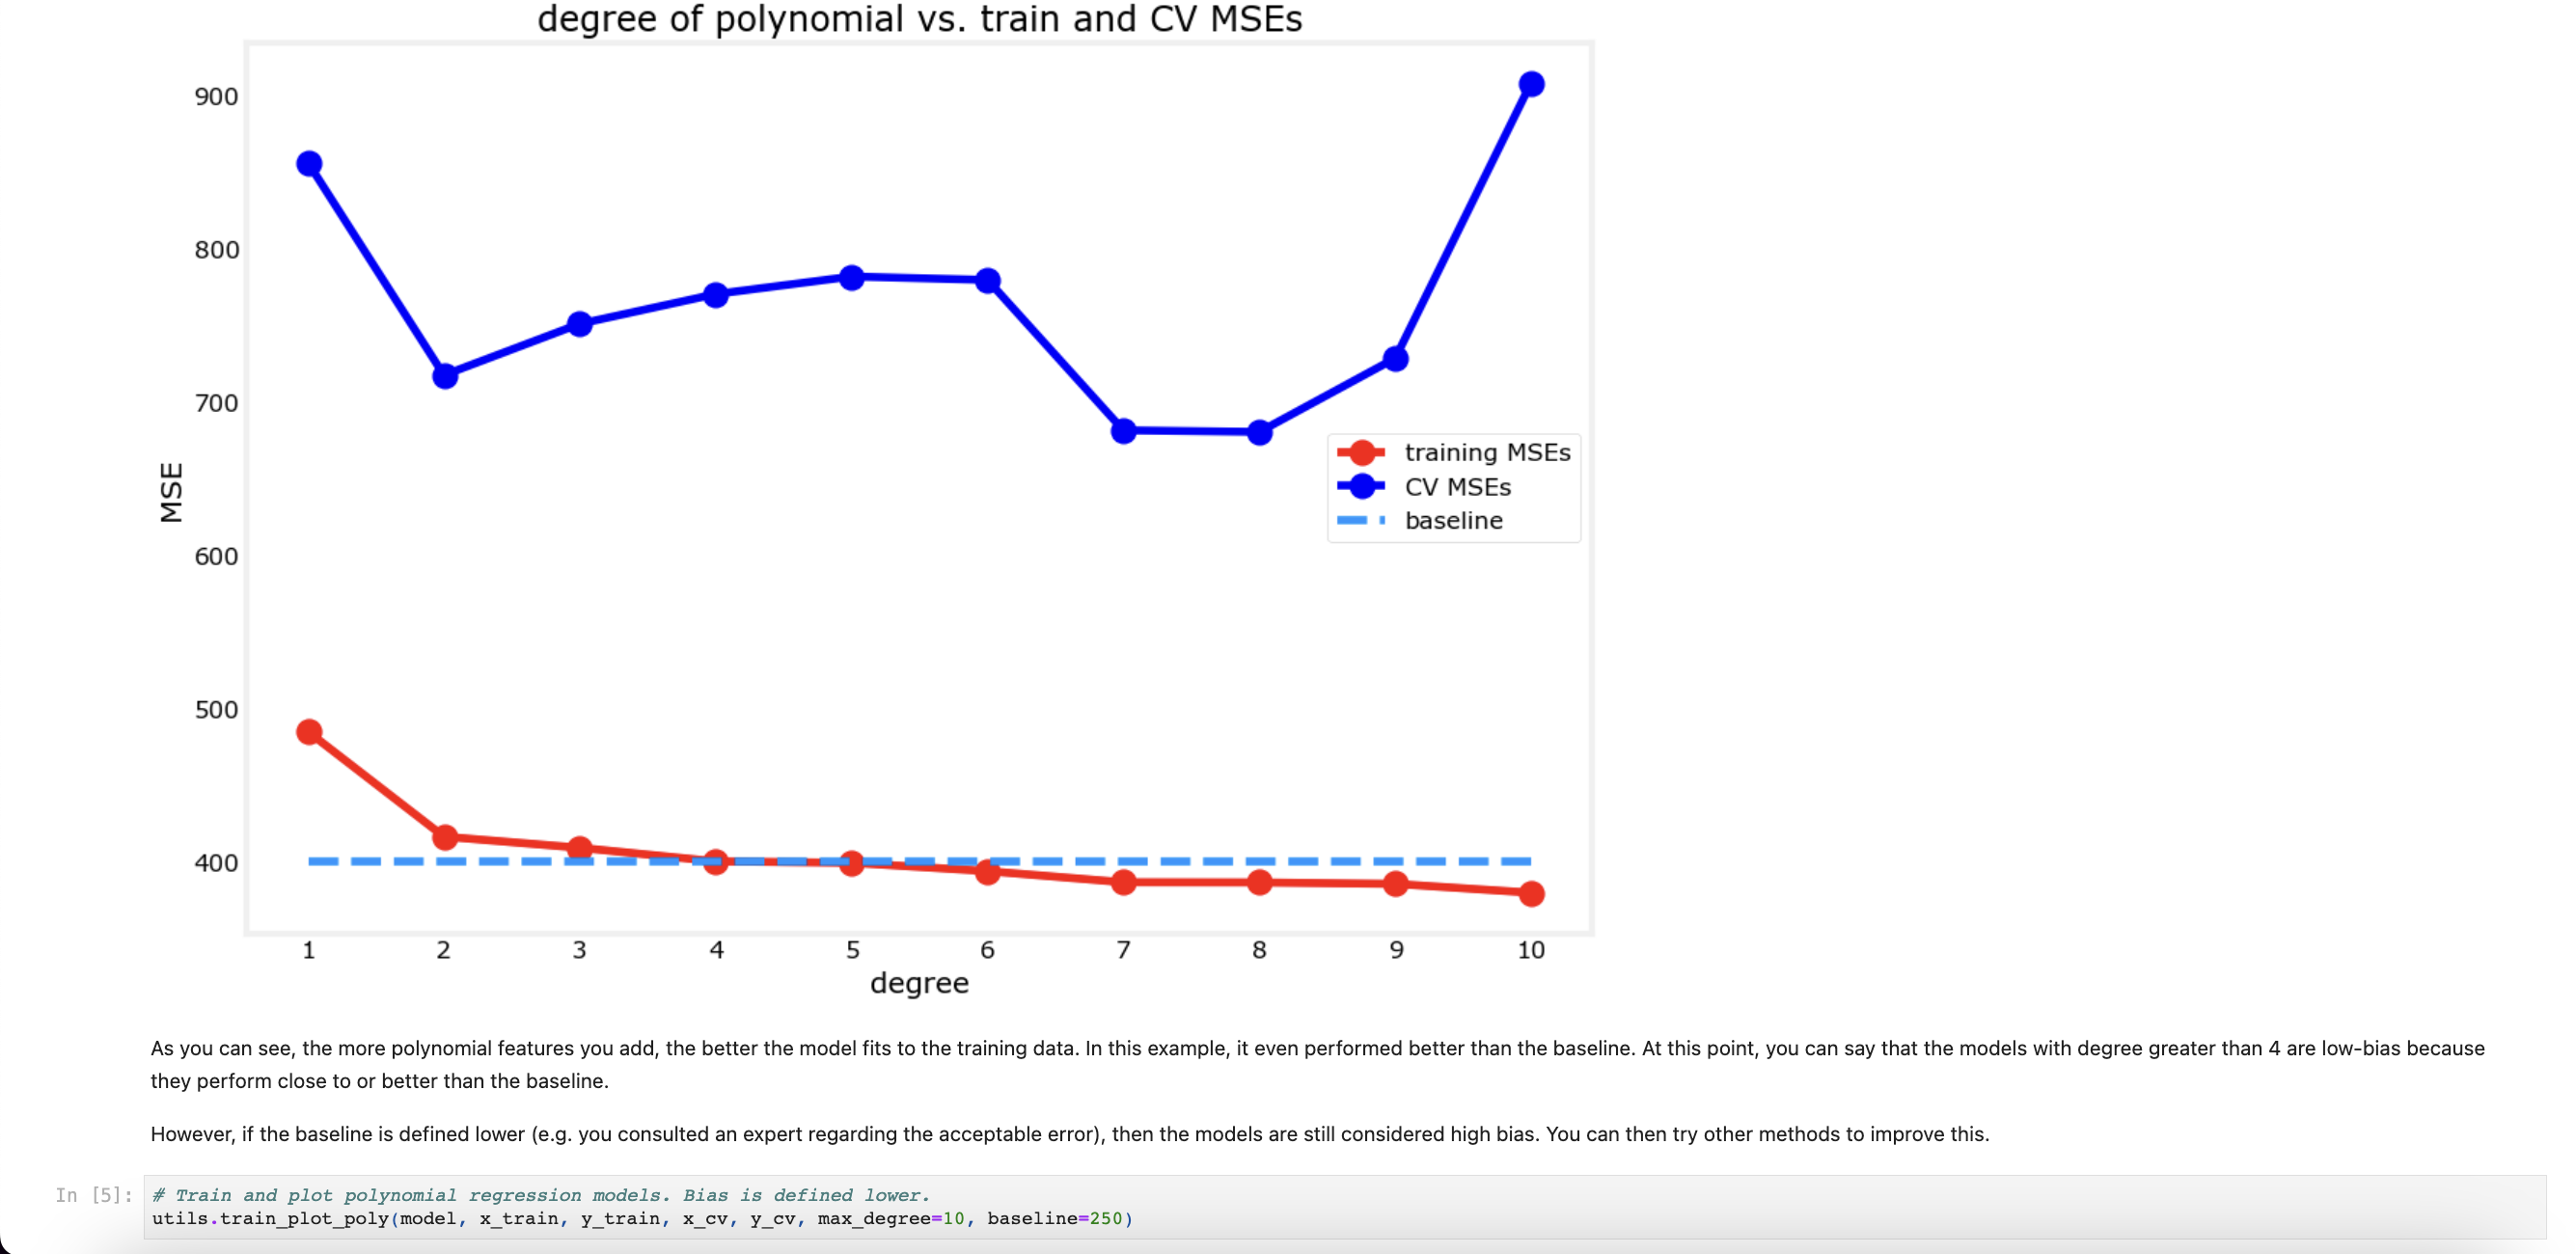 degree of polynomial vs. train and CV MSEs
900
800
700
600
500
400
MSE
training MSEs
CV MSEs
baseline
1 2 3 4 5 6 7 8 9 10
degree
As you can see, the more polynomial features you add, the better the model fits to the training data. In this example, it even performed better than the baseline. At this point, you can say that the models with degree greater than 4 are low-bias because
they perform close to or better than the baseline.
However, if the baseline is defined lower (e.g. you consulted an expert regarding the acceptable error), then the models are still considered high bias. You can then try other methods to improve this.
In [5]: # Train and plot polynomial regression models. Bias is defined lower.
utils.train_plot_poly(model, x_train, y_train, x_cv, y_cv, max_degree=10, baseline=250)